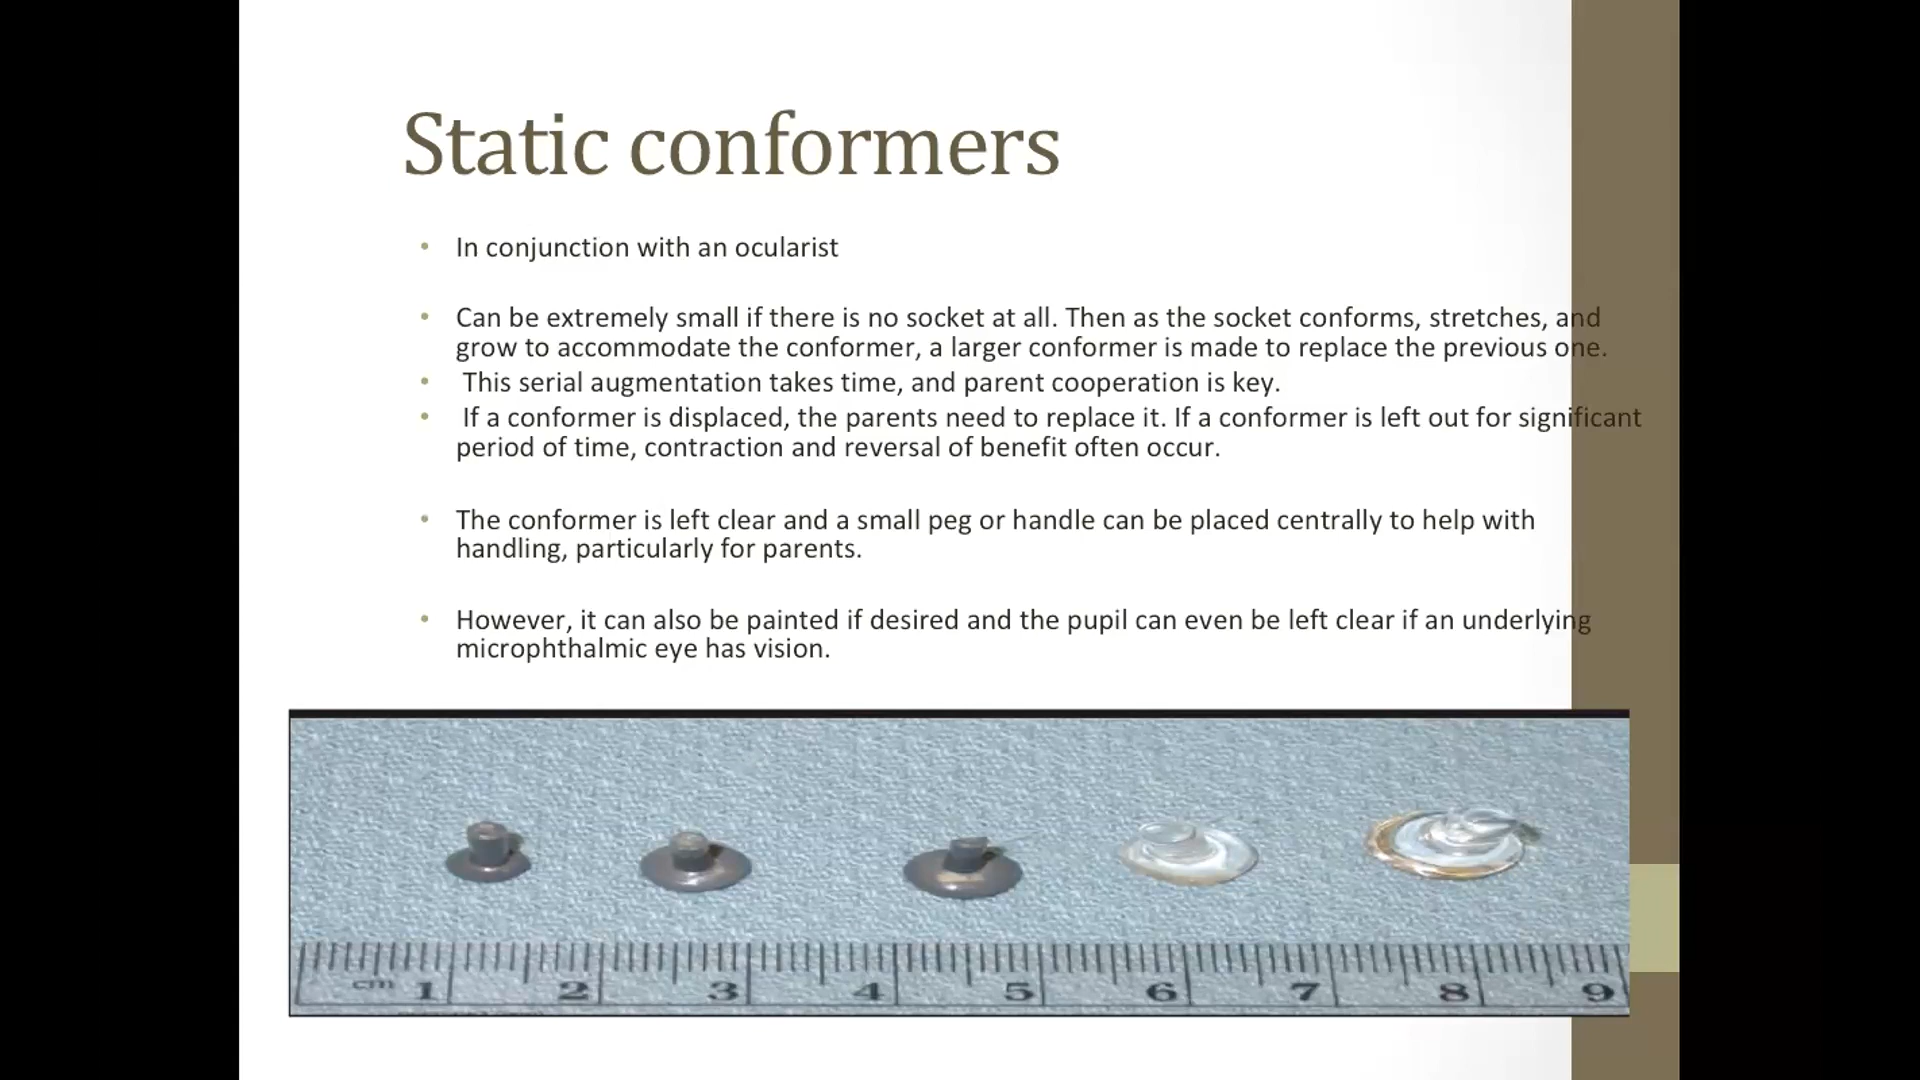 Static conformers
• In conjunction with an ocularist
• Can be extremely small if there is no socket at all. Then as the socket conforms, stretches, and
grow to accommodate the conformer, a larger conformer is made to replace the previous one.
• This serial augmentation takes time, and parent cooperation is key.
• If a conformer is displaced, the parents need to replace it. If a conformer is left out for significant
period of time, contraction and reversal of benefit often occur.
• The conformer is left clear and a small peg or handle can be placed centrally to help with
handling, particularly for parents.
• However, it can also be painted if desired and the pupil can even be left clear if an underlying
microphthalmic eye has vision.
cm 1 2 3 4 5 6 7 8 9